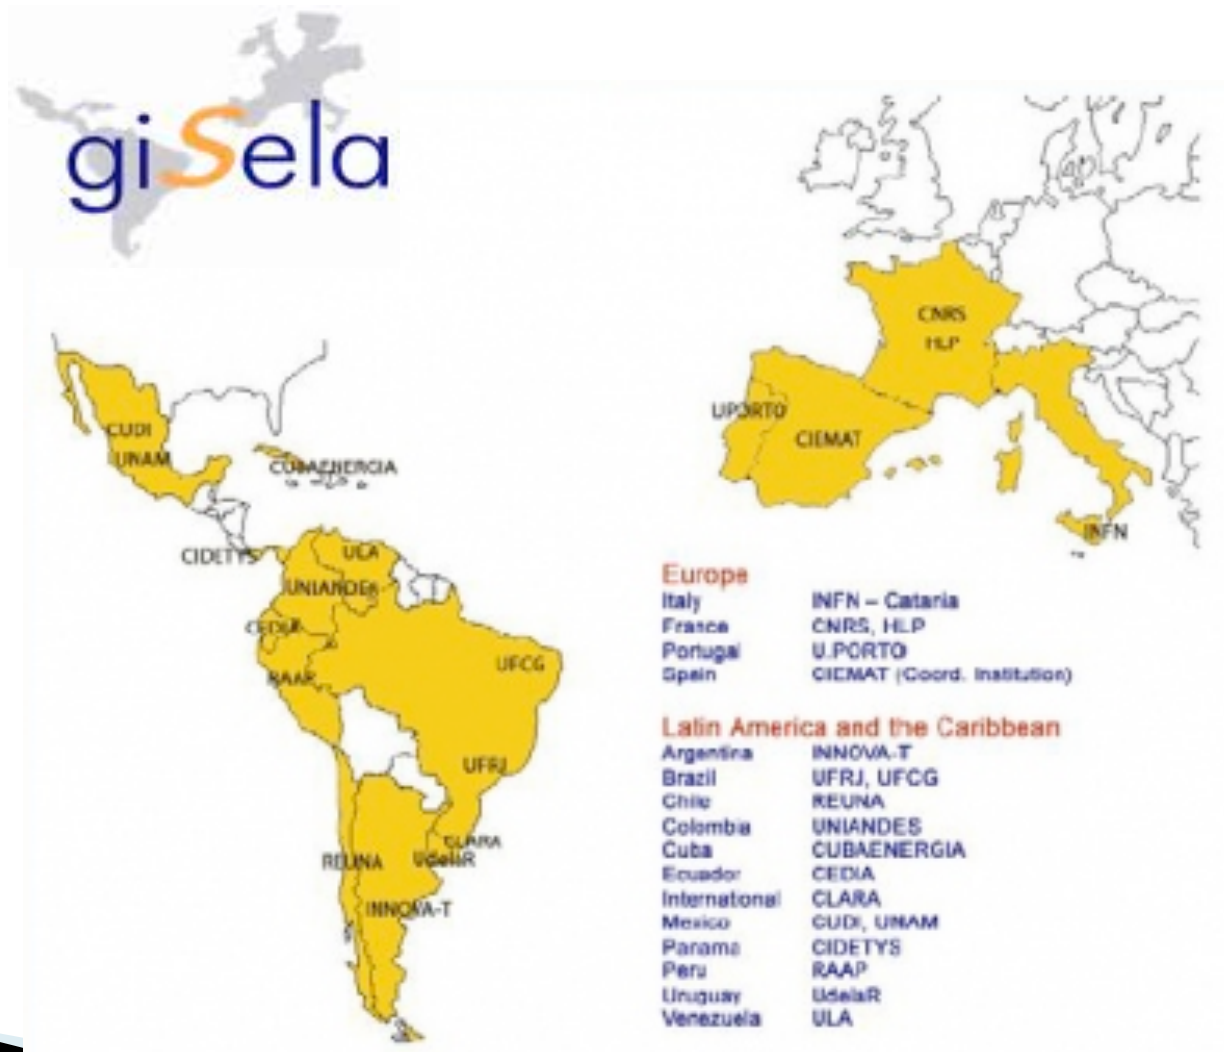 giSela
CNRS
HLP
UPORTO
CIEMAT
INFN
CUDI
UNAM
CUBAENERGIA
CIDETYS
ULA
UNIANDES
CEDIA
RAAP
UFCG
UFRJ
CLARA
REUNA
UdelaR
INNOVA-T
Europe
Italy INFN – Catania
France CNRS, HLP
Portugal U.PORTO
Spain CIEMAT (Coord. Institution)
Latin America and the Caribbean
Argentina INNOVA-T
Brazil UFRJ, UFCG
Chile REUNA
Colombia UNIANDES
Cuba CUBAENERGIA
Ecuador CEDIA
International CLARA
Mexico CUDI, UNAM
Panama CIDETYS
Peru RAAP
Uruguay UdelaR
Venezuela ULA